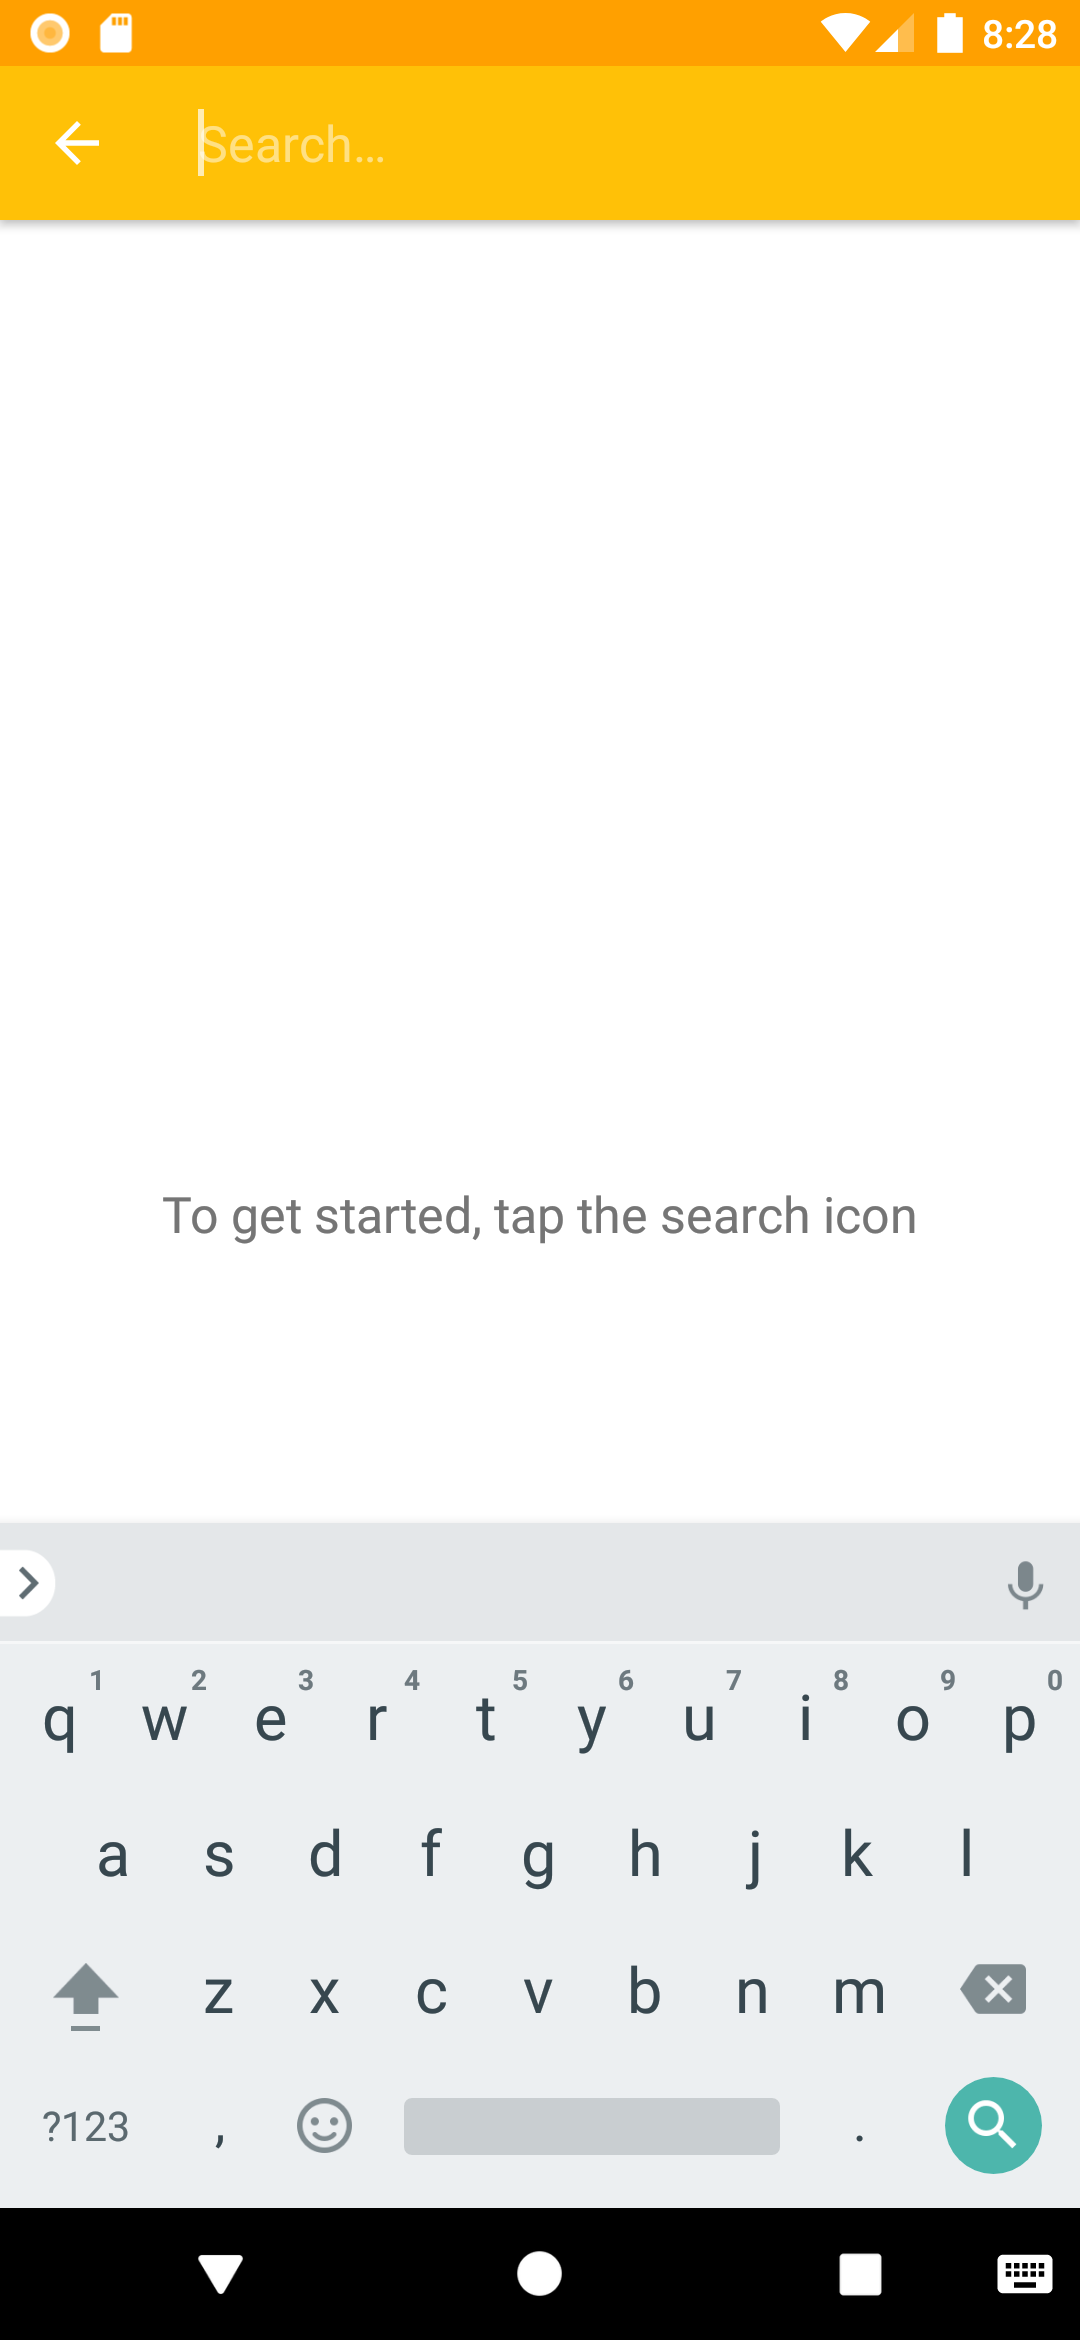 8:28
Search...
To get started, tap the search icon
1 2 3 4 5 6 7 8 9 0
q w e r t y u i o p
a s d f g h j k l
z x c v b n m
?123 , .